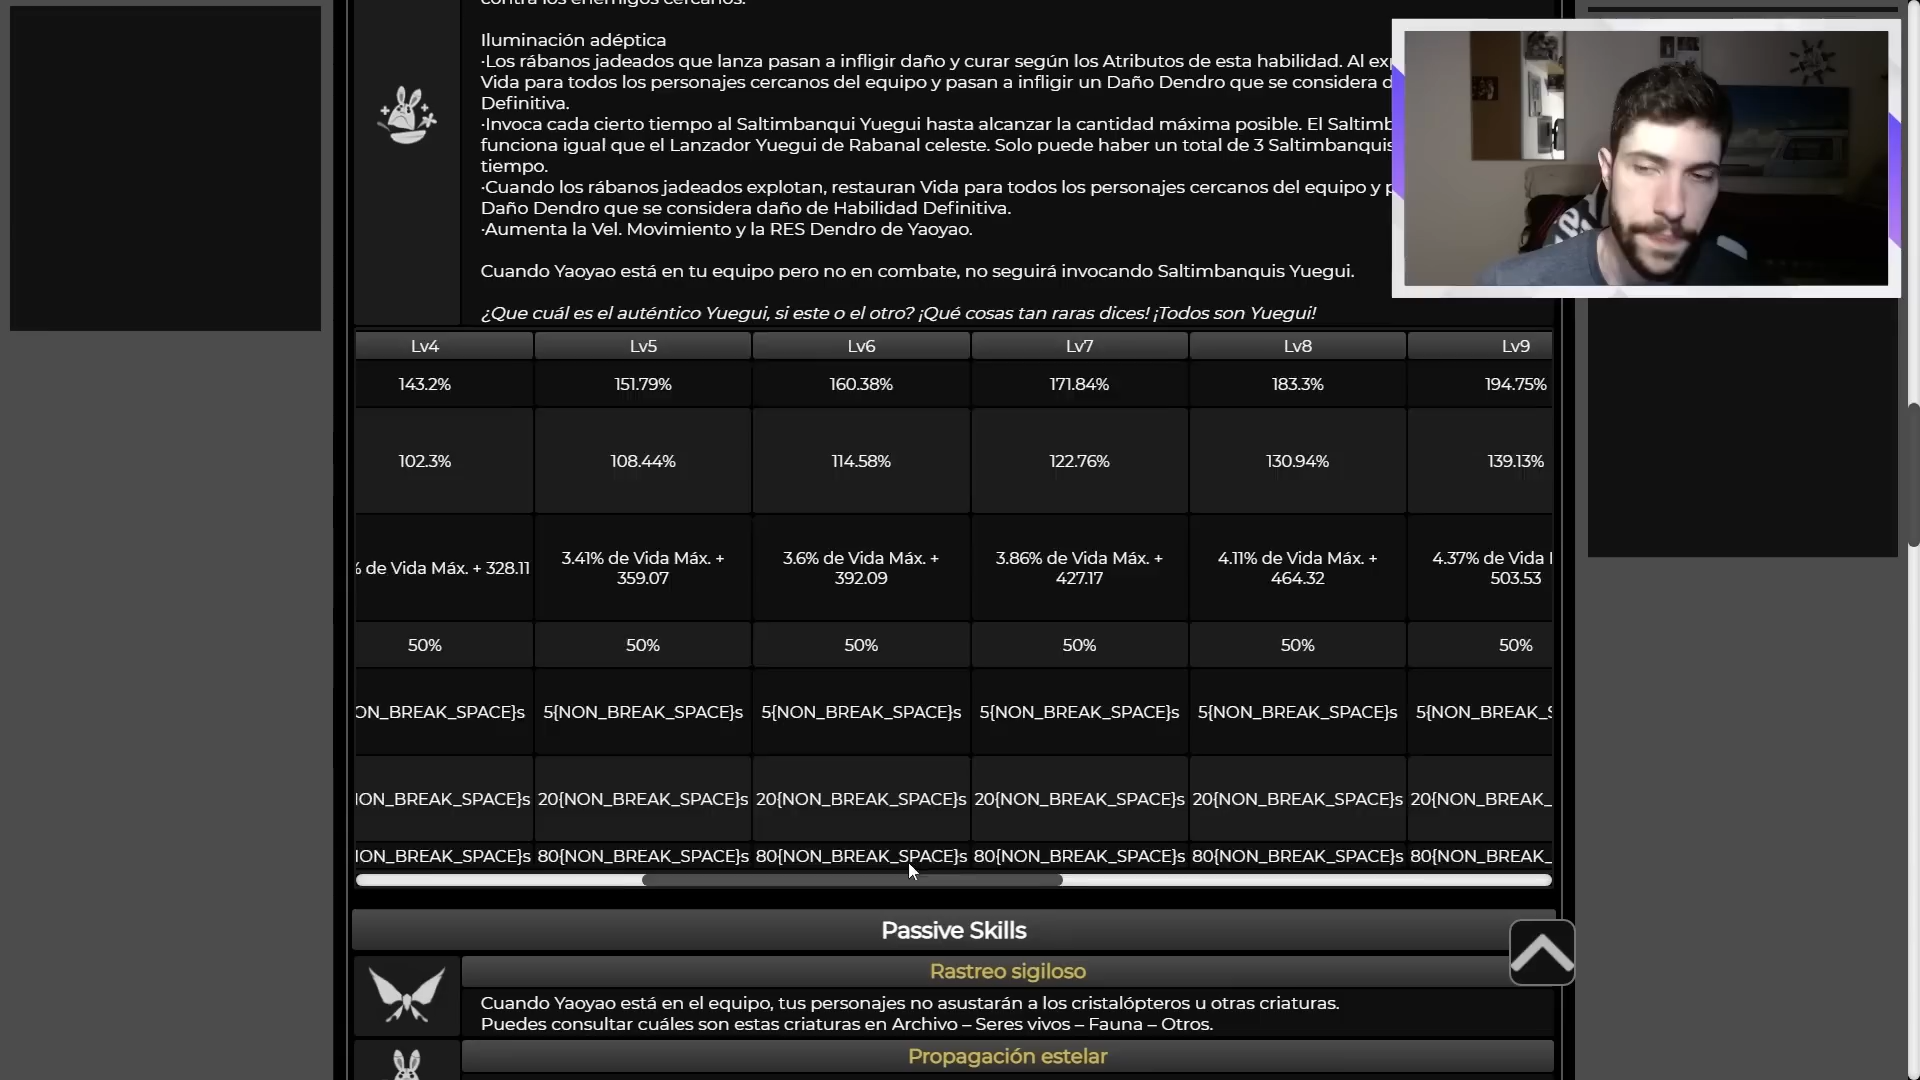 contra los enemigos cercanos.
Iluminación adéptica
·Los rábanos jadeados que lanza pasan a infligir daño y curar según los Atributos de esta habilidad. Al
Vida para todos los personajes cercanos del equipo y pasan a infligir un Daño Dendro que se considera
Definitiva.
·Invoca cada cierto tiempo al Saltimbanqui Yuegui hasta alcanzar la cantidad máxima posible. El
funciona igual que el Lanzador Yuegui de Rabanal celeste. Solo puede haber un total de 3 Saltimbanquis
tiempo.
·Cuando los rábanos jadeados explotan, restauran Vida para todos los personajes cercanos del equipo y
Daño Dendro que se considera daño de Habilidad Definitiva.
·Aumenta la Vel. Movimiento y la RES Dendro de Yaoyao.
Cuando Yaoyao está en tu equipo pero no en combate, no seguirá invocando Saltimbanquis Yuegui.
¿Que cuál es el auténtico Yuegui, si este o el otro? ¡Qué cosas tan raras dices! ¡Todos son Yuegui!
Lv4 Lv5 Lv6 Lv7 Lv8 Lv9
143.2% 151.79% 160.38% 171.84% 183.3% 194.75%
102.3% 108.44% 114.58% 122.76% 130.94% 139.13%
% de Vida Máx. + 328.11 3.41% de Vida Máx. + 359.07 3.6% de Vida Máx. + 392.09 3.86% de Vida Máx. + 427.17 4.11% de Vida Máx. + 464.32 4.37% de Vida 503.53
50% 50% 50% 50% 50% 50%
ON_BREAK_SPACE}s 5{NON_BREAK_SPACE}s 5{NON_BREAK_SPACE}s 5{NON_BREAK_SPACE}s 5{NON_BREAK_SPACE}s 5{NON_BREAK_S
ON_BREAK_SPACE}s 20{NON_BREAK_SPACE}s 20{NON_BREAK_SPACE}s 20{NON_BREAK_SPACE}s 20{NON_BREAK_SPACE}s 20{NON_BREAK_
ON_BREAK_SPACE}s 80{NON_BREAK_SPACE}s 80{NON_BREAK_SPACE}s 80{NON_BREAK_SPACE}s 80{NON_BREAK_SPACE}s 80{NON_BREAK_
Passive Skills
Rastreo sigiloso
Cuando Yaoyao está en el equipo, tus personajes no asustarán a los cristalópteros u otras criaturas.
Puedes consultar cuáles son estas criaturas en Archivo – Seres vivos – Fauna – Otros.
Propagación estelar